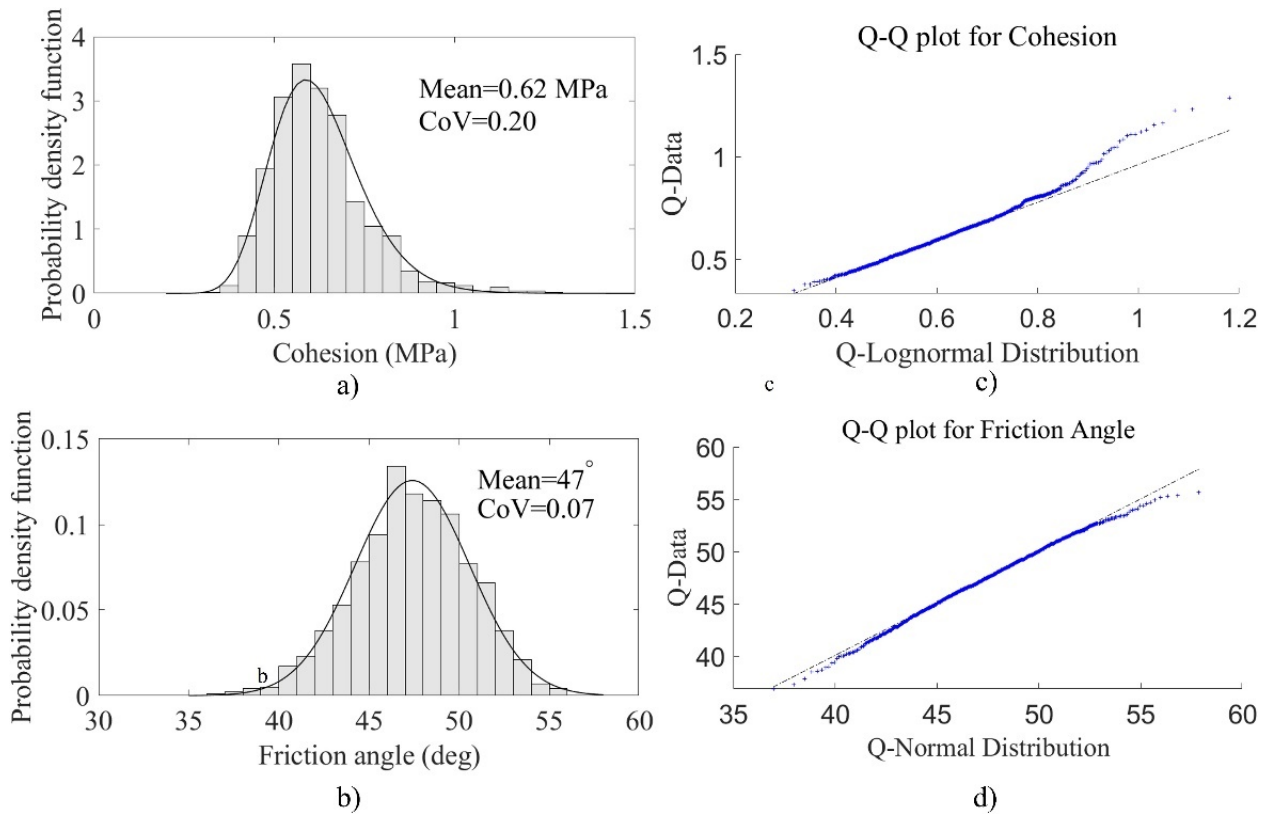 Probability density function
4
3
2
1
0
Mean=0.62 MPa
CoV=0.20
0 0.5 1 1.5
Cohesion (MPa)
a)
Q-Q plot for Cohesion
Q-Data
1.5
1
0.5
0.2 0.4 0.6 0.8 1 1.2
Q-Lognormal Distribution
c c)
Probability density function
0.15
0.1
0.05
0
Mean=47°
CoV=0.07
b
30 35 40 45 50 55 60
Friction angle (deg)
b)
Q-Q plot for Friction Angle
Q-Data
60
55
50
45
40
35 40 45 50 55 60
Q-Normal Distribution
d)